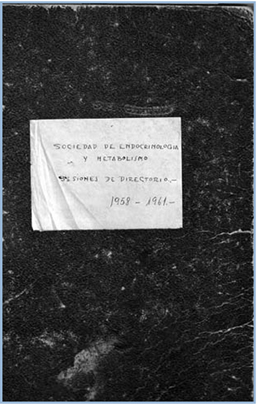 SOCIEDAD DE ENDOCRINOLOGIA
Y METABOLISMO
SESIONES DE DIRECTORIO.-
1958 - 1961.-